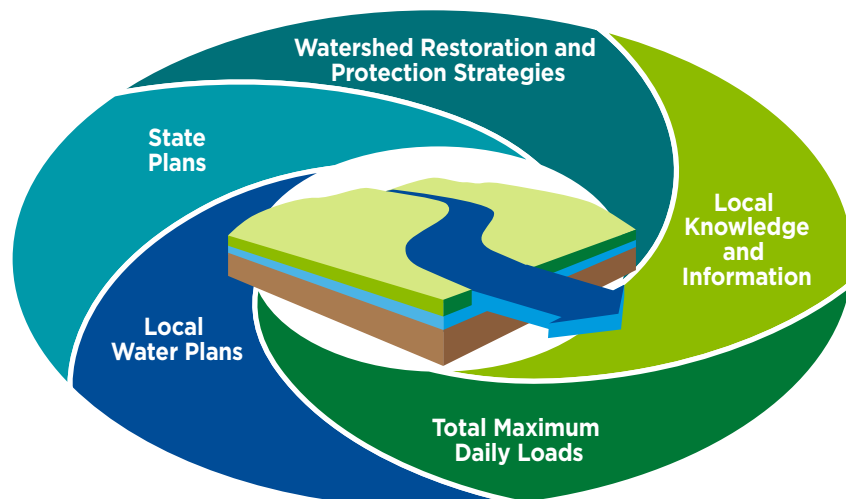 Watershed Restoration and
Protection Strategies
State
Plans
Local
Knowledge
and
Information
Local
Water Plans
Total Maximum
Daily Loads